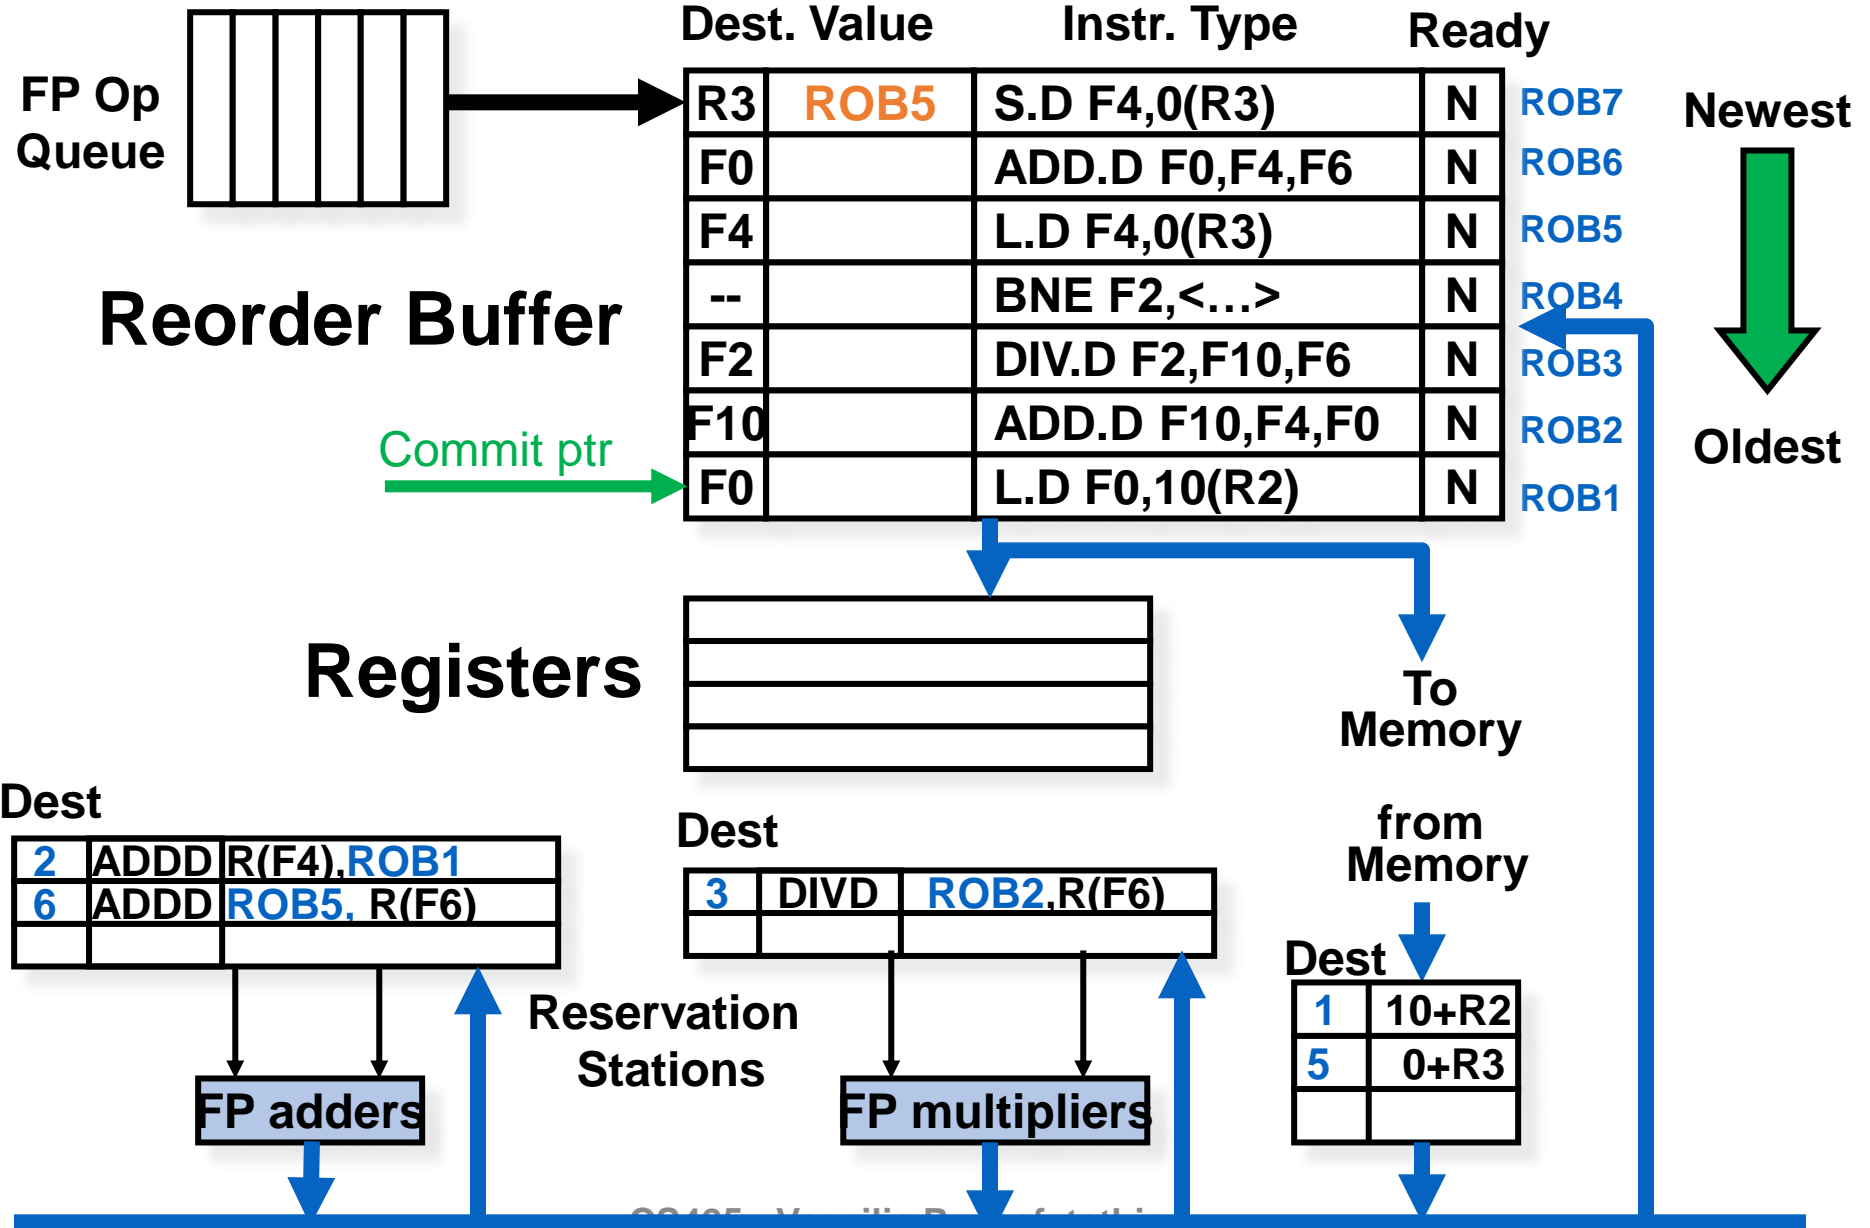 Dest. Value Instr. Type Ready
FP Op
Queue
R3 ROB5 S.D F4,0(R3) N ROB7
F0 ADD.D F0,F4,F6 N ROB6
F4 L.D F4,0(R3) N ROB5
-- BNE F2,<...> N ROB4
F2 DIV.D F2,F10,F6 N ROB3
F10 ADD.D F10,F4,F0 N ROB2
F0 L.D F0,10(R2) N ROB1
Newest
Oldest
Reorder Buffer
Commit ptr
Registers
To
Memory
from
Memory
Dest
2 ADDD R(F4),ROB1
6 ADDD ROB5, R(F6)
Dest
3 DIVD ROB2,R(F6)
Dest
1 10+R2
5 0+R3
Reservation
Stations
FP adders
FP multipliers